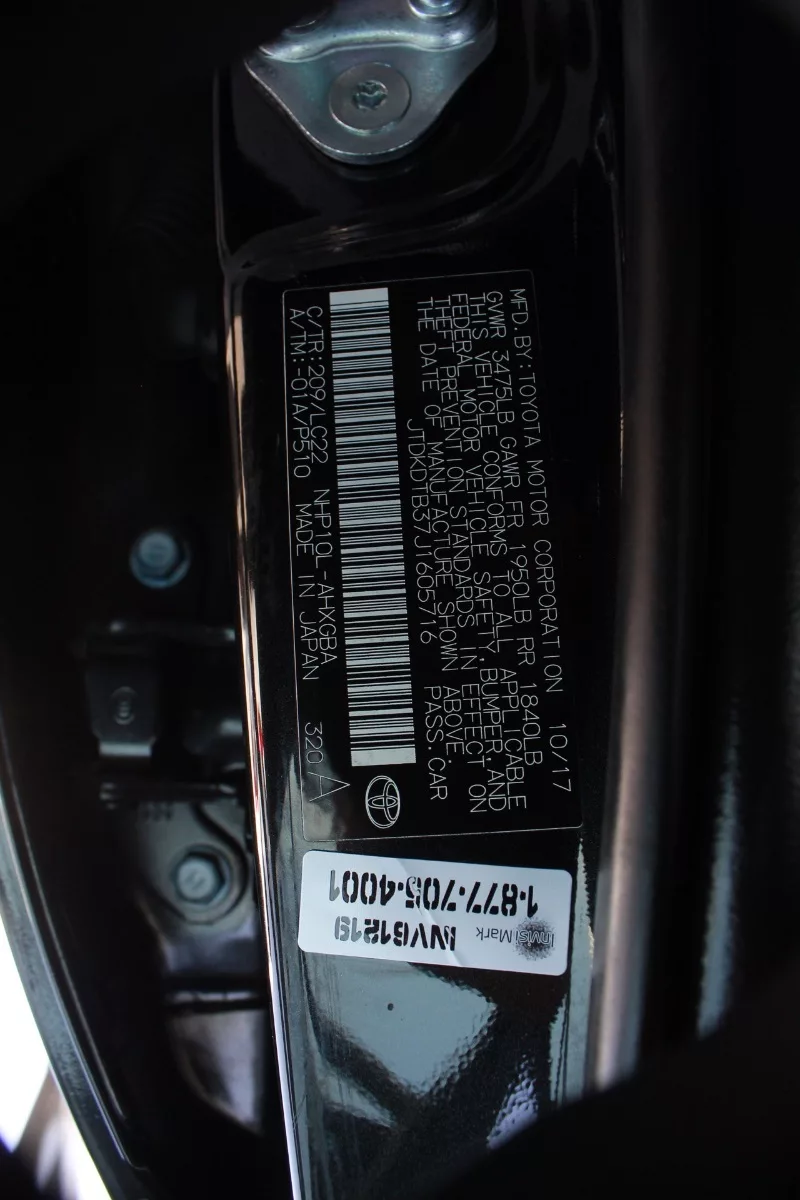 MFD.BY:TOYOTA MOTOR CORPORATION 10/17
GVWR 3475LB GAWR FR 1950LB RR 1840LB
THIS VEHICLE CONFORMS TO ALL APPLICABLE
FEDERAL MOTOR VEHICLE SAFETY,BUMPER,AND
THEFT PREVENTION STANDARDS IN EFFECT ON
THE DATE OF MANUFACTURE SHOWN ABOVE.
JTDKDTB37J1605716 PASS.CAR
C/TR:209/LC22 NHP10L-AHXGBA 320 A
A/TM:-01A/P510 MADE IN JAPAN
InvisiMark
1-877-705-4001